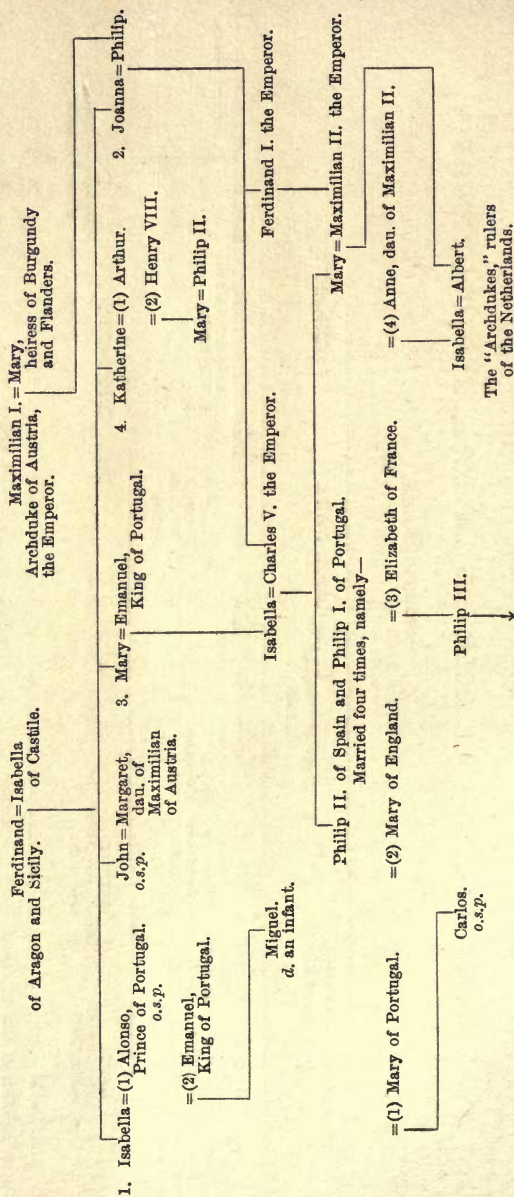 Ferdinand=Isabella
of Aragon and Sicily. of Castile.
Maximilian I.=Mary,
Archduke of Austria, heiress of Burgundy
the Emperor. and Flanders.
1. Isabella=(1) Alonso,
Prince of Portugal.
o.s.p.
=(2) Emanuel,
King of Portugal.
Miguel.
d. an infant.
John=Margaret,
o.s.p. dau. of
Maximilian
of Austria.
3. Mary=Emanuel,
King of Portugal.
4. Katherine=(1) Arthur.
=(2) Henry VIII.
Mary=Philip II.
2. Joanna=Philip.
Isabella=Charles V. the Emperor.
Ferdinand I. the Emperor.
Philip II. of Spain and Philip I. of Portugal.
Married four times, namely—
Mary=Maximilian II. the Emperor.
=(1) Mary of Portugal.
=(2) Mary of England.
=(3) Elizabeth of France.
=(4) Anne, dau. of Maximilian II.
Carlos.
o.s.p.
Philip III.
Isabella=Albert.
The "Archdukes," rulers
of the Netherlands.